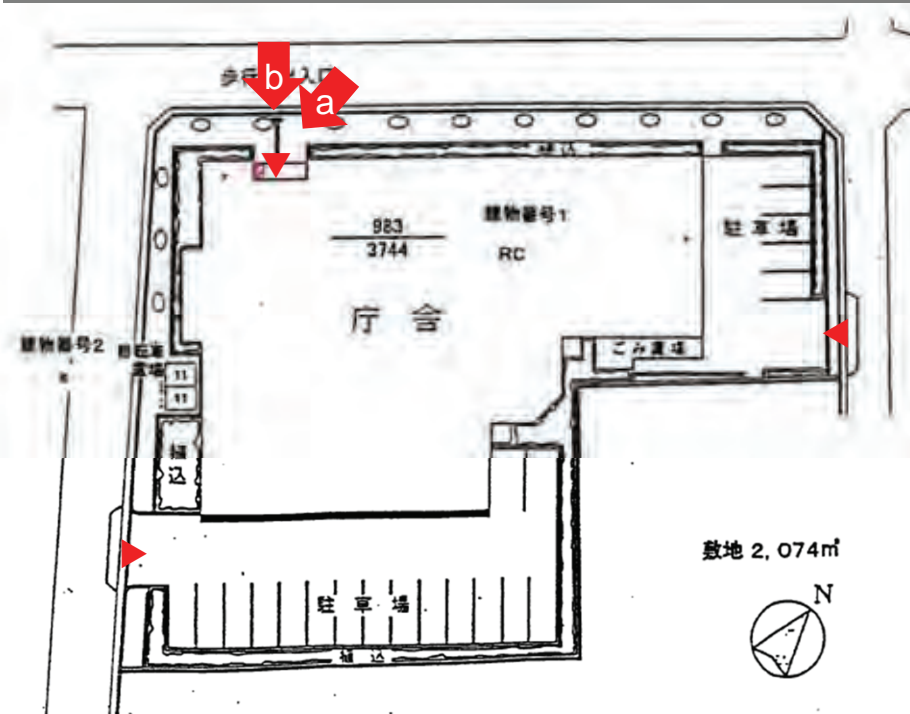 b
a
植込
983
3744
建物番号1
RC
駐車場
庁舎
建物番号2
自転車
置場
ごみ置場
11
11
植
込
敷地 2,074㎡
N
駐車場
植込